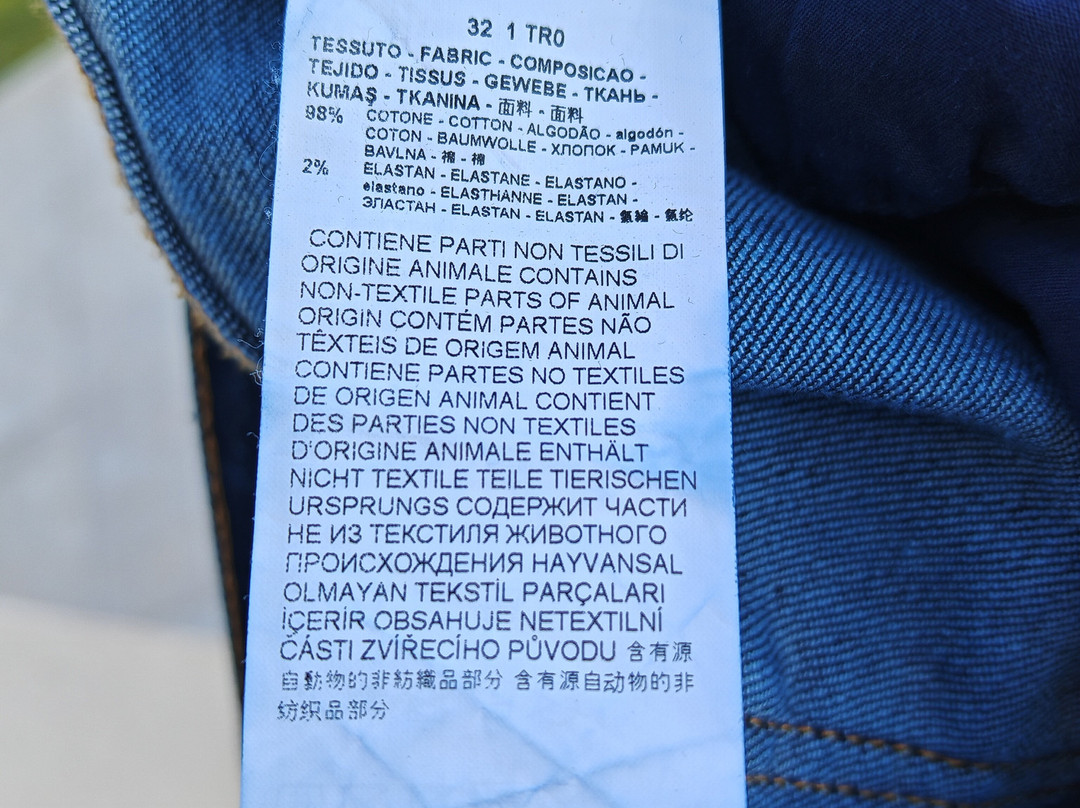 32 1 TR0
TESSUTO - FABRIC - COMPOSICAO -
TEJIDO - TISSUS - GEWEBE - ТКАНЬ -
KUMAŞ - TKANINA - 面料 - 面料
98% COTONE - COTTON - ALGODÃO - algodón -
COTON - BAUMWOLLE - ХЛОПОК - PAMUK -
BAVLNA - 棉 - 棉
2% ELASTAN - ELASTANE - ELASTANO -
elastano - ELASTHANNE - ELASTAN -
ЭЛАСТАН - ELASTAN - ELASTAN - 氨綸 - 氨纶
CONTIENE PARTI NON TESSILI DI
ORIGINE ANIMALE CONTAINS
NON-TEXTILE PARTS OF ANIMAL
ORIGIN CONTÉM PARTES NÃO
TÊXTEIS DE ORIGEM ANIMAL
CONTIENE PARTES NO TEXTILES
DE ORIGEN ANIMAL CONTIENT
DES PARTIES NON TEXTILES
D'ORIGINE ANIMALE ENTHÄLT
NICHT TEXTILE TEILE TIERISCHEN
URSPRUNGS СОДЕРЖИТ ЧАСТИ
НЕ ИЗ ТЕКСТИЛЯ ЖИВОТНОГО
ПРОИСХОЖДЕНИЯ HAYVANSAL
OLMAYAN TEKSTİL PARÇALARI
İÇERİR OBSAHUJE NETEXTILNÍ
ČÁSTI ZVÍŘECÍHO PŮVODU 含有源
自動物的非紡織品部分 含有源自动物的非
纺织品部分